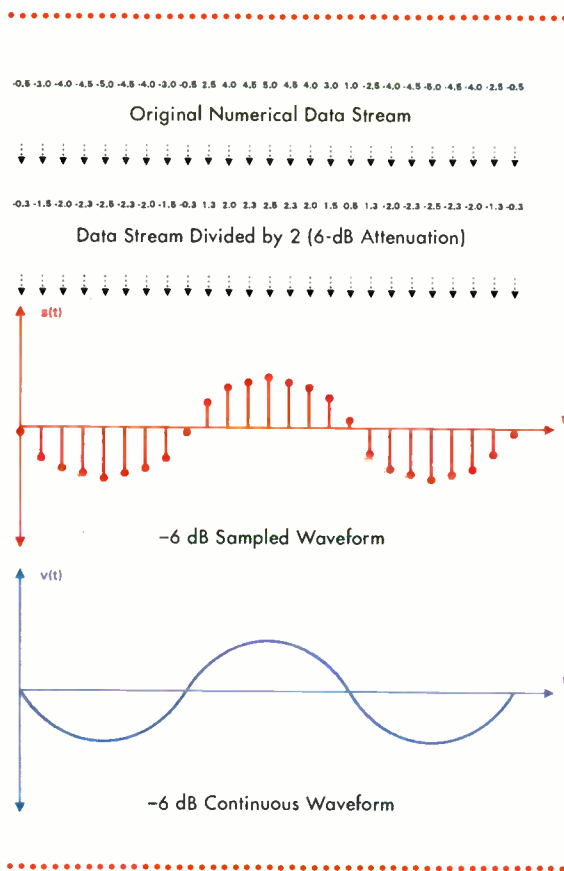 -0.5 -3.0 -4.0 -4.5 -5.0 -4.5 -4.0 -3.0 -0.5 2.5 4.0 4.5 5.0 4.5 4.0 3.0 1.0 -2.5 -4.0 -4.5 -5.0 -4.5 -4.0 -2.5 -0.5
Original Numerical Data Stream
-0.3 -1.5 -2.0 -2.3 -2.5 -2.3 -2.0 -1.5 -0.3 1.3 2.0 2.3 2.5 2.3 2.0 1.5 0.5 1.3 -2.0 -2.3 -2.5 -2.3 -2.0 -1.3 -0.3
Data Stream Divided by 2 (6-dB Attenuation)
s(t)
t
-6 dB Sampled Waveform
v(t)
t
-6 dB Continuous Waveform